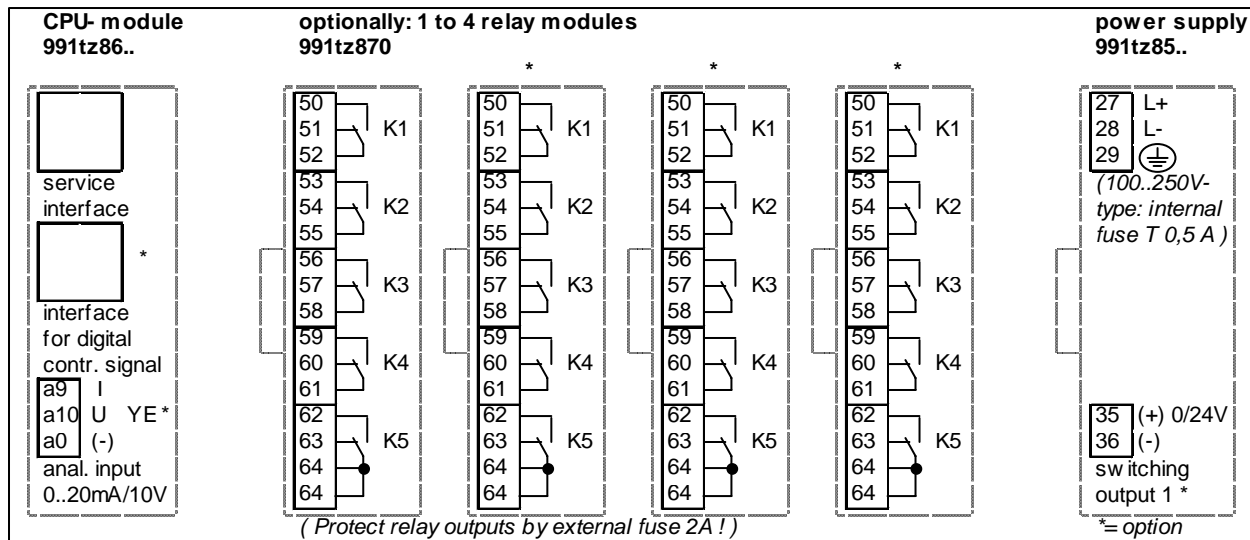 CPU- module
991tz86..
service
interface
*
interface
for digital
contr. signal
a9 I
a10 U YE *
a0 (-)
anal. input
0..20mA/10V
optionally: 1 to 4 relay modules
991tz870
50
51 K1
52
53
54 K2
55
56
57 K3
58
59
60 K4
61
62
63 K5
64
64
*
50
51 K1
52
53
54 K2
55
56
57 K3
58
59
60 K4
61
62
63 K5
64
64
*
50
51 K1
52
53
54 K2
55
56
57 K3
58
59
60 K4
61
62
63 K5
64
64
*
50
51 K1
52
53
54 K2
55
56
57 K3
58
59
60 K4
61
62
63 K5
64
64
( Protect relay outputs by external fuse 2A ! )
power supply
991tz85..
27 L+
28 L-
29
(100..250V-
type: internal
fuse T 0,5 A )
35 (+) 0/24V
36 (-)
switching
output 1 *
*= option